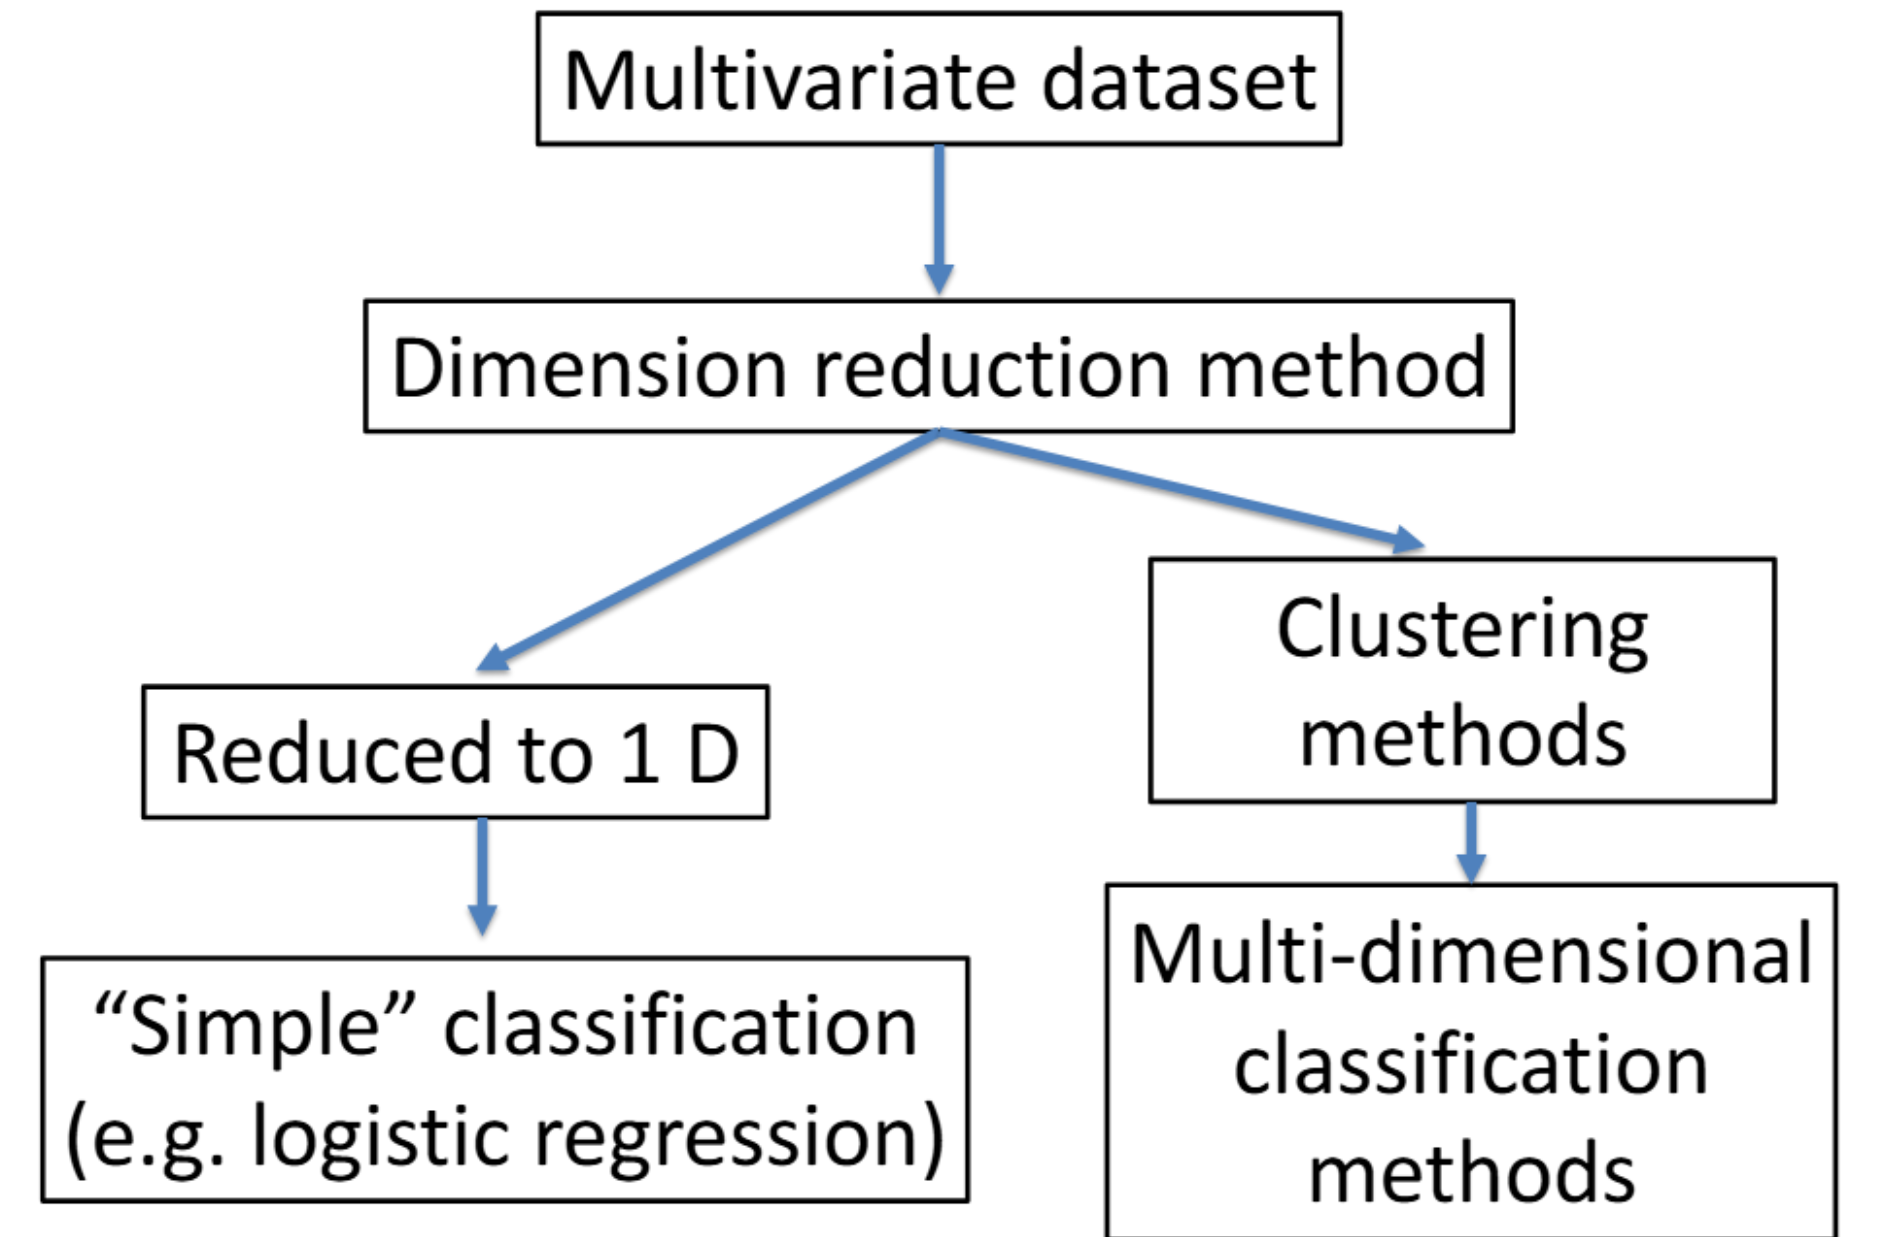 Multivariate dataset
Dimension reduction method
Reduced to 1 D
“Simple” classification
(e.g. logistic regression)
Clustering
methods
Multi-dimensional
classification
methods